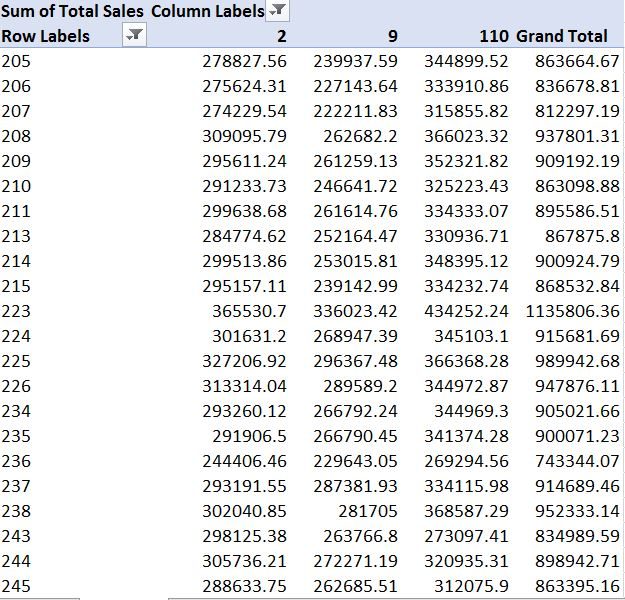 Sum of Total Sales Column Labels
Row Labels 2 9 110 Grand Total
205 278827.56 239937.59 344899.52 863664.67
206 275624.31 227143.64 333910.86 836678.81
207 274229.54 222211.83 315855.82 812297.19
208 309095.79 262682.2 366023.32 937801.31
209 295611.24 261259.13 352321.82 909192.19
210 291233.73 246641.72 325223.43 863098.88
211 299638.68 261614.76 334333.07 895586.51
213 284774.62 252164.47 330936.71 867875.8
214 299513.86 253015.81 348395.12 900924.79
215 295157.11 239142.99 334232.74 868532.84
223 365530.7 336023.42 434252.24 1135806.36
224 301631.2 268947.39 345103.1 915681.69
225 327206.92 296367.48 366368.28 989942.68
226 313314.04 289589.2 344972.87 947876.11
234 293260.12 266792.24 344969.3 905021.66
235 291906.5 266790.45 341374.28 900071.23
236 244406.46 229643.05 269294.56 743344.07
237 293191.55 287381.93 334115.98 914689.46
238 302040.85 281705 368587.29 952333.14
243 298125.38 263766.8 273097.41 834989.59
244 305736.21 272271.19 320935.31 898942.71
245 288633.75 262685.51 312075.9 863395.16